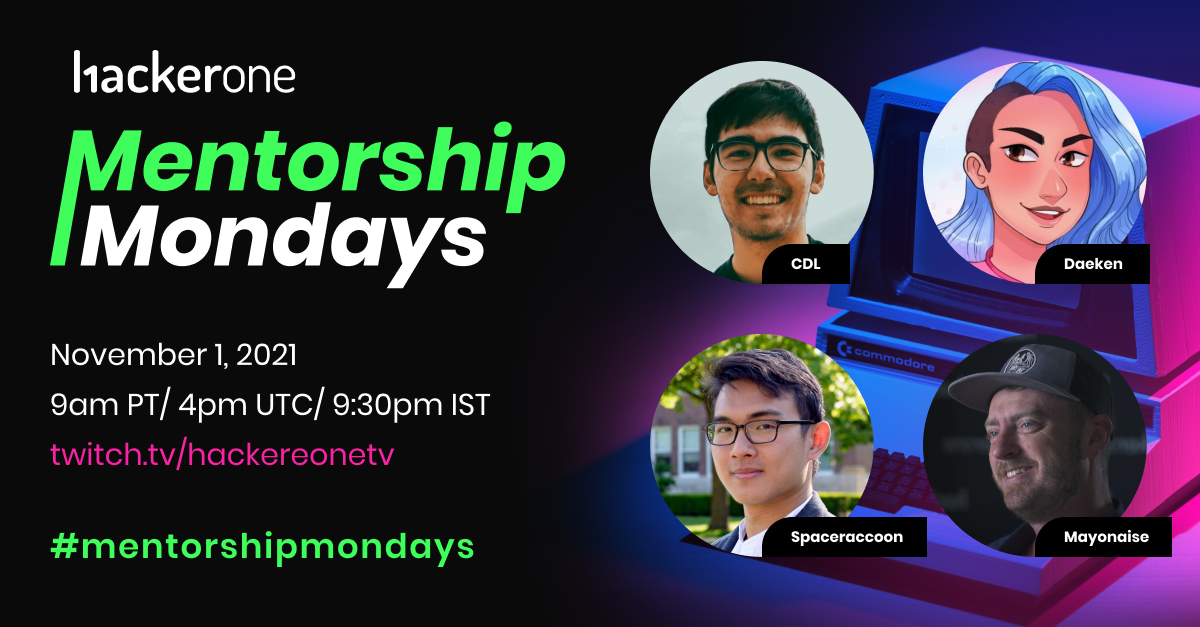 hackerone
Mentorship
Mondays
November 1, 2021
9am PT/ 4pm UTC/ 9:30pm IST
twitch.tv/hackereonetv
#mentorshipmondays
CDL
Daeken
commodore
Spaceraccoon
Mayonaise